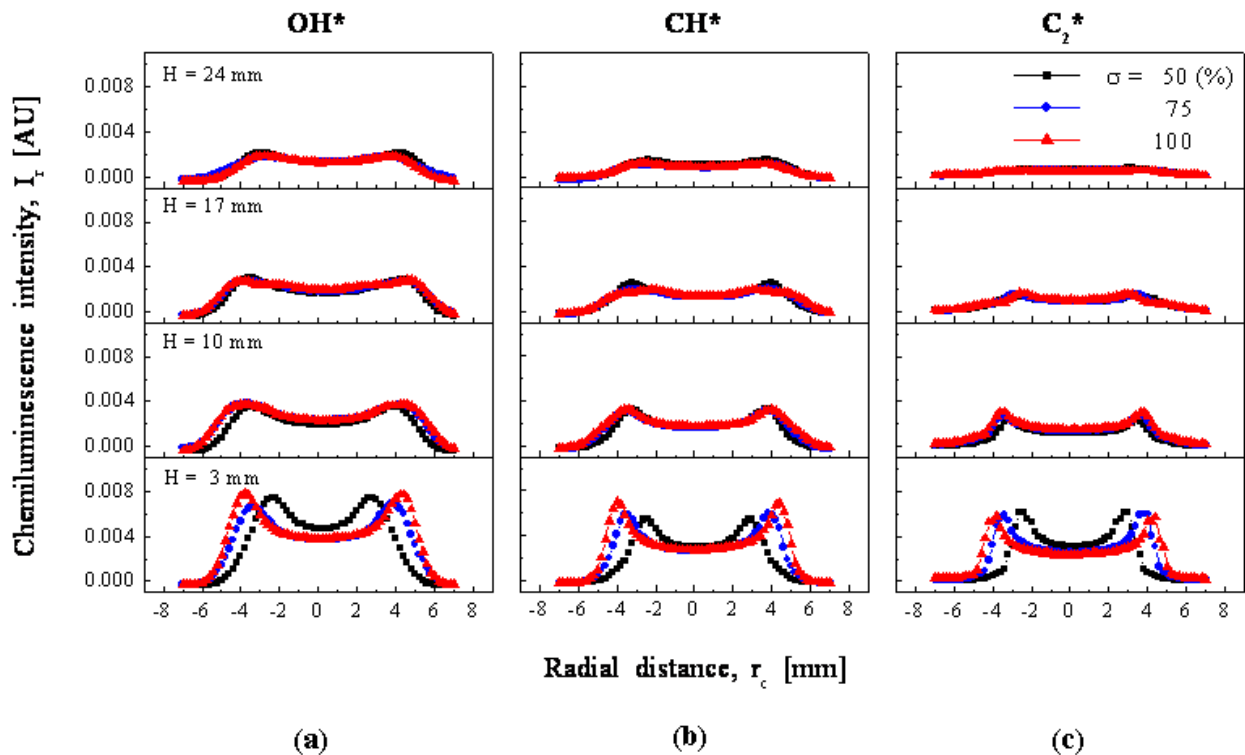 OH* CH* C₂*
H = 24 mm
σ = 50 (%)
75
100
0.008
0.004
0.000
H = 17 mm
0.008
0.004
0.000
H = 10 mm
0.008
0.004
0.000
H = 3 mm
0.008
0.004
0.000
Chemiluminescence intensity, Iᵣ [AU]
-8 -6 -4 -2 0 2 4 6 8 -8 -6 -4 -2 0 2 4 6 8 -8 -6 -4 -2 0 2 4 6 8
Radial distance, r_c [mm]
(a) (b) (c)